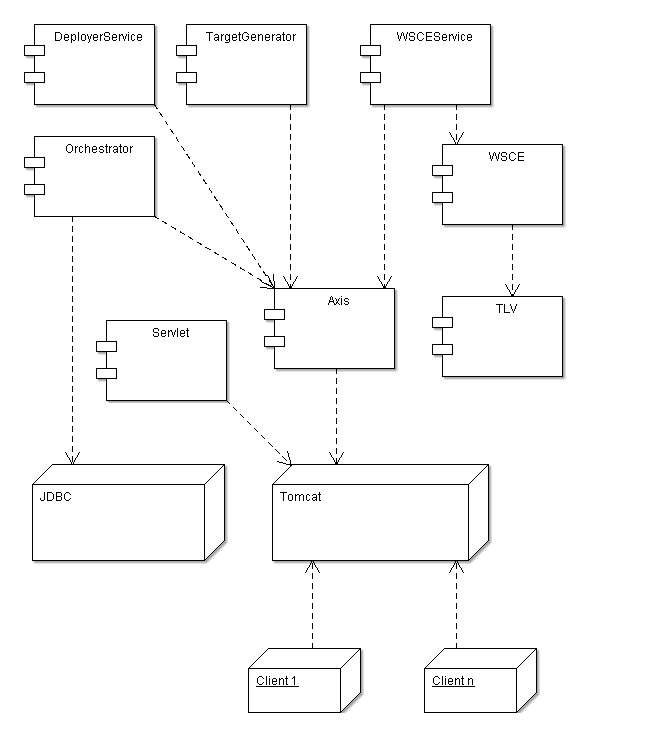 DeployerService
TargetGenerator
WSCEService
Orchestrator
WSCE
Axis
TLV
Servlet
JDBC
Tomcat
Client 1
Client n